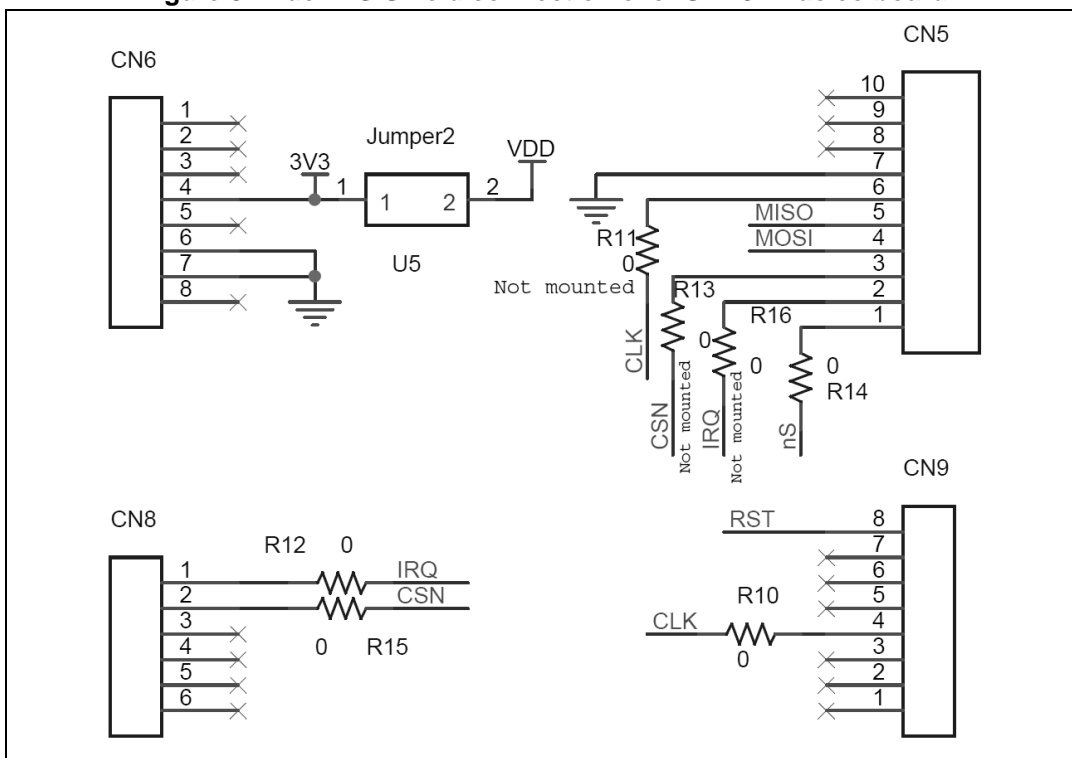 CN6
1
2
3
4
5
6
7
8
3V3
1
Jumper2
1 2
U5
2
VDD
CN5
10
9
8
7
6
5
4
3
2
1
MISO
MOSI
R11
0
Not mounted
CLK
R13
0
Not mounted
CSN
R16
0
Not mounted
IRQ
0
R14
nS
CN8
1
2
3
4
5
6
R12 0
IRQ
CSN
0 R15
CN9
8
7
6
5
4
3
2
1
RST
R10
CLK
0